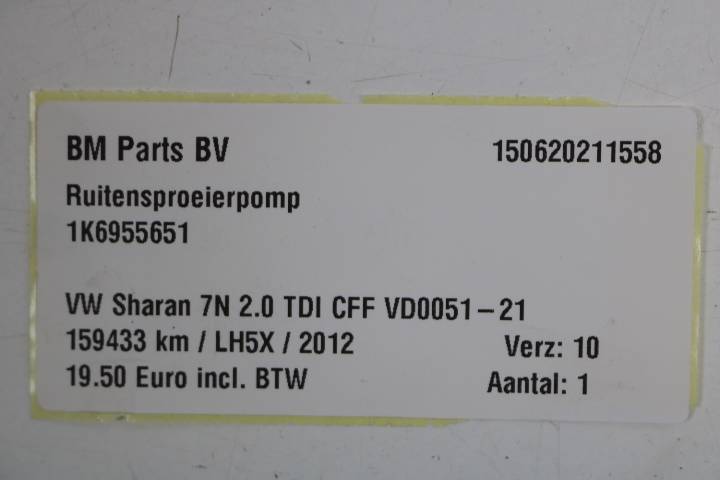 BM Parts BV 150620211558
Ruitensproeierpomp
1K6955651
VW Sharan 7N 2.0 TDI CFF VD0051-21
159433 km / LH5X / 2012 Verz: 10
19.50 Euro incl. BTW Aantal: 1